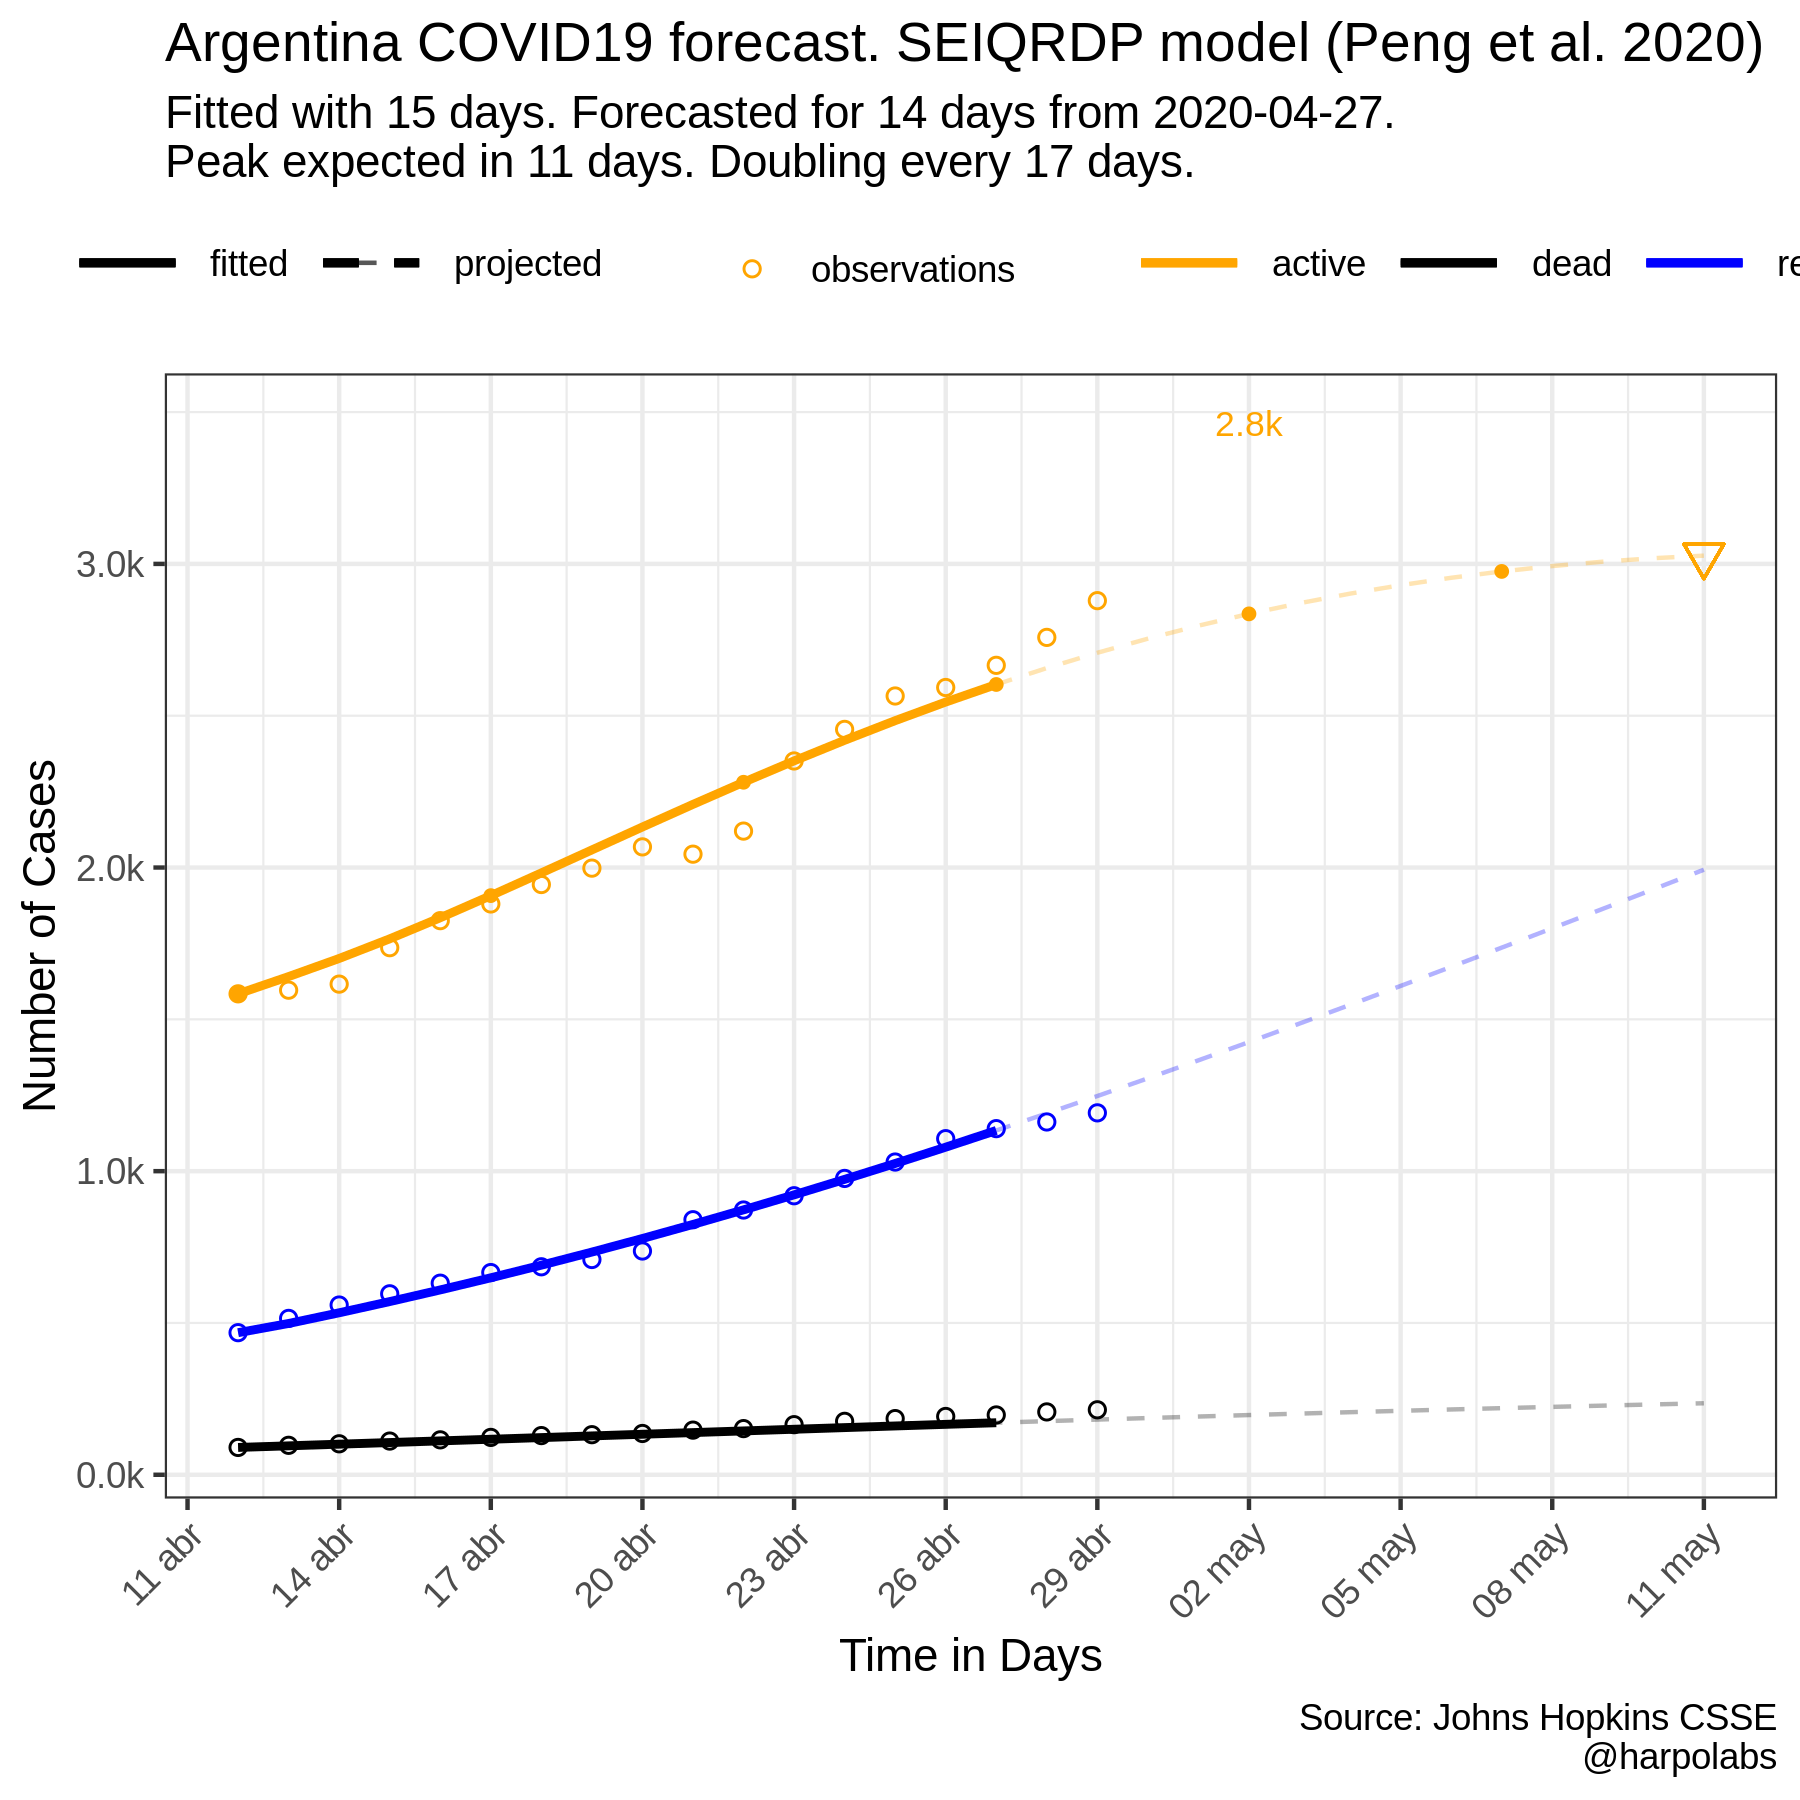 Argentina COVID19 forecast. SEIQRDP model (Peng et al. 2020)
Fitted with 15 days. Forecasted for 14 days from 2020-04-27.
Peak expected in 11 days. Doubling every 17 days.
fitted projected observations active dead re
2.8k
3.0k
2.0k
1.0k
0.0k
Number of Cases
11 abr 14 abr 17 abr 20 abr 23 abr 26 abr 29 abr 02 may 05 may 08 may 11 may
Time in Days
Source: Johns Hopkins CSSE
@harpolabs